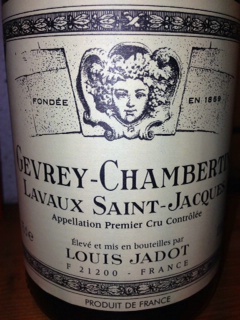 FONDÉE EN 1859
GEVREY-CHAMBERTIN
LAVAUX SAINT-JACQUES
Appellation Premier Cru Contrôlée
Élevé et mis en bouteilles par
LOUIS JADOT
F 21200 - FRANCE
PRODUIT DE FRANCE